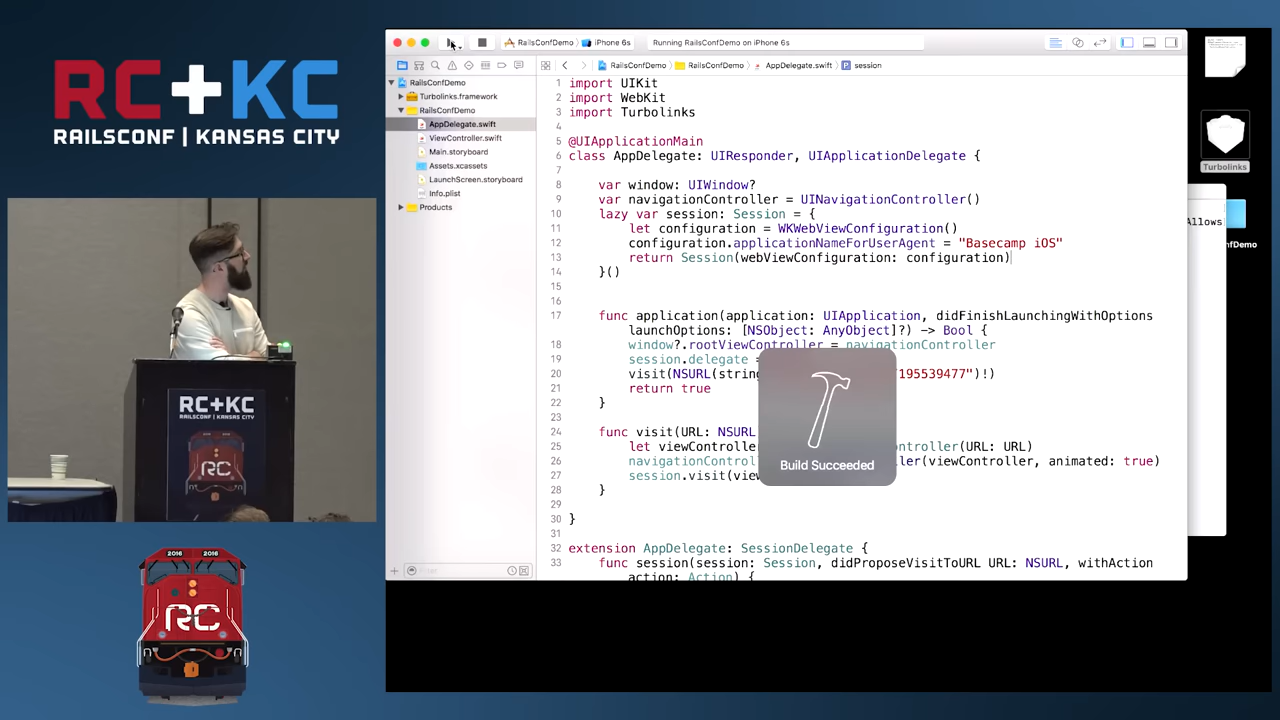 RC+KC
RAILSCONF | KANSAS CITY
RC+KC
RAILSCONF | KANSAS CITY
RC
2016 2016
RC
RailsConfDemo iPhone 6s
Running RailsConfDemo on iPhone 6s
RailsConfDemo
Turbolinks.framework
RailsConfDemo
AppDelegate.swift
ViewController.swift
Main.storyboard
Assets.xcassets
LaunchScreen.storyboard
Info.plist
Products
RailsConfDemo RailsConfDemo AppDelegate.swift P session
1 import UIKit
2 import WebKit
3 import Turbolinks
4
5 @UIApplicationMain
6 class AppDelegate: UIResponder, UIApplicationDelegate {
7
8 var window: UIWindow?
9 var navigationController = UINavigationController()
10 lazy var session: Session = {
11 let configuration = WKWebViewConfiguration()
12 configuration.applicationNameForUserAgent = "Basecamp iOS"
13 return Session(webViewConfiguration: configuration)
14 }()
15
16
17 func application(application: UIApplication, didFinishLaunchingWithOptions
launchOptions: [NSObject: AnyObject]?) -> Bool {
18 window?.rootViewController = navigationController
19 session.delegate =
20 visit(NSURL(string 195539477")!)
21 return true
22 }
23
24 func visit(URL: NSURL
25 let viewController ontroller(URL: URL)
26 navigationContro ler(viewController, animated: true)
27 session.visit(vie
28 }
29
30 }
31
32 extension AppDelegate: SessionDelegate {
33 func session(session: Session, didProposeVisitToURL URL: NSURL, withAction
action: Action) {
Build Succeeded
Turbolinks
Allows
nfDemo